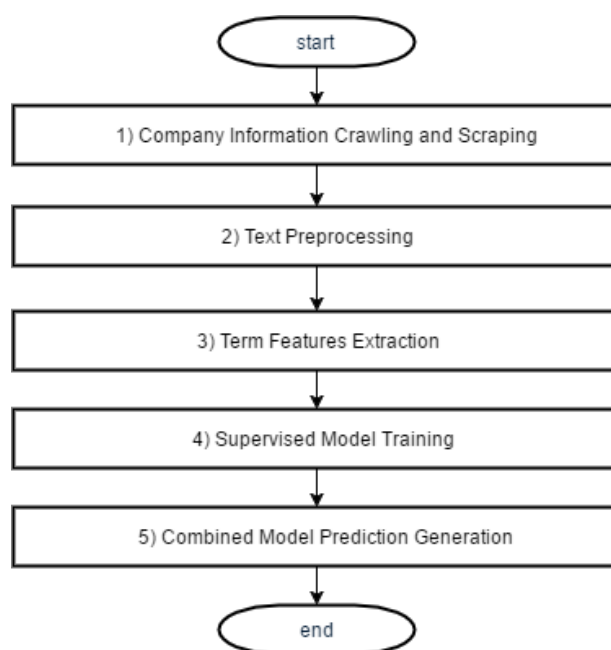 start
1) Company Information Crawling and Scraping
2) Text Preprocessing
3) Term Features Extraction
4) Supervised Model Training
5) Combined Model Prediction Generation
end